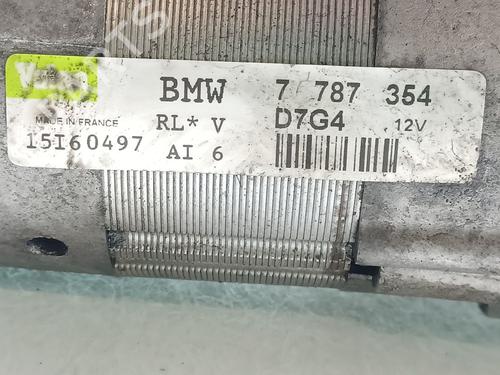 BMW 7 787 354
MADE IN FRANCE RL* V D7G4 12V
15I60497 AI 6